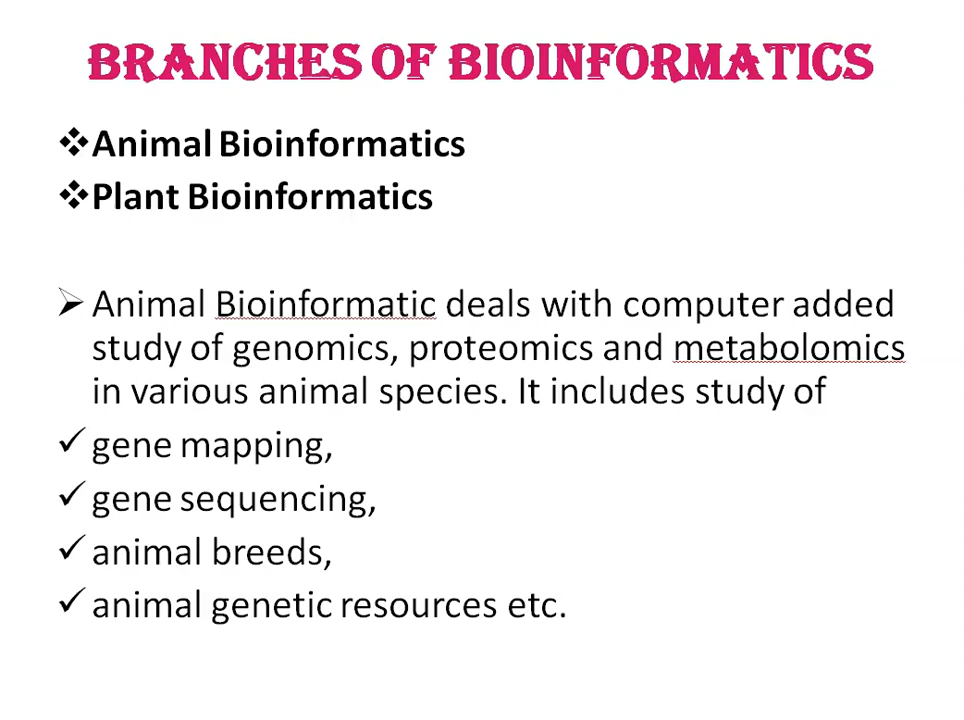 BRANCHES OF BIOINFORMATICS
❖Animal Bioinformatics
❖Plant Bioinformatics
➢ Animal Bioinformatic deals with computer added
study of genomics, proteomics and metabolomics
in various animal species. It includes study of
✓ gene mapping,
✓ gene sequencing,
✓ animal breeds,
✓ animal genetic resources etc.